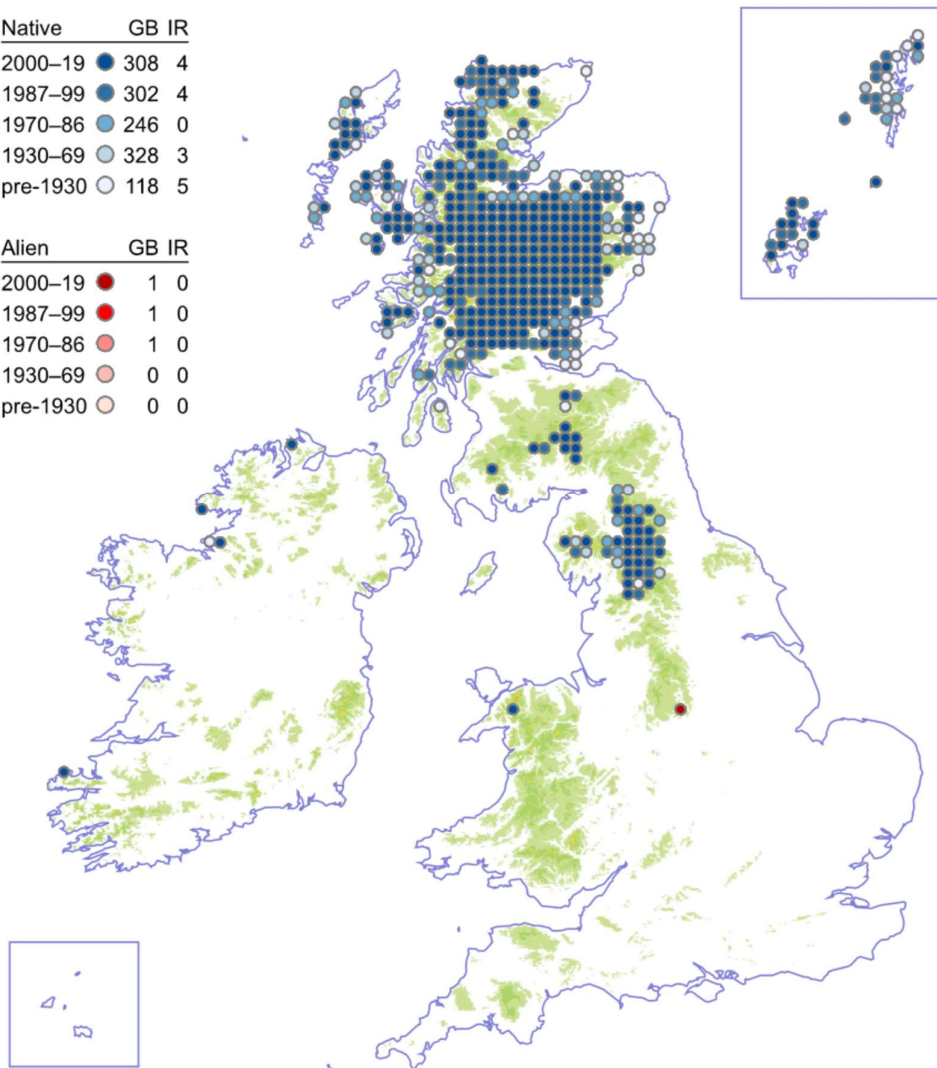 Native GB IR
2000–19 308 4
1987–99 302 4
1970–86 246 0
1930–69 328 3
pre-1930 118 5
Alien GB IR
2000–19 1 0
1987–99 1 0
1970–86 1 0
1930–69 0 0
pre-1930 0 0